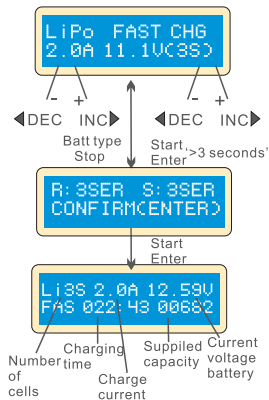 LiPo FAST CHG
2.0A 11.1V(3S)
- + - +
◀DEC INC▶ ◀DEC INC▶
Batt type
Stop
Start
Enter
'>3 seconds'
R: 3SER S: 3SER
CONFIRM(ENTER)
Start
Enter
Li3S 2.0A 12.59V
FAS 022: 43 00682
Number
of
cells
Charging
time
Charge
current
Suppiled
capacity
Current
voltage
battery